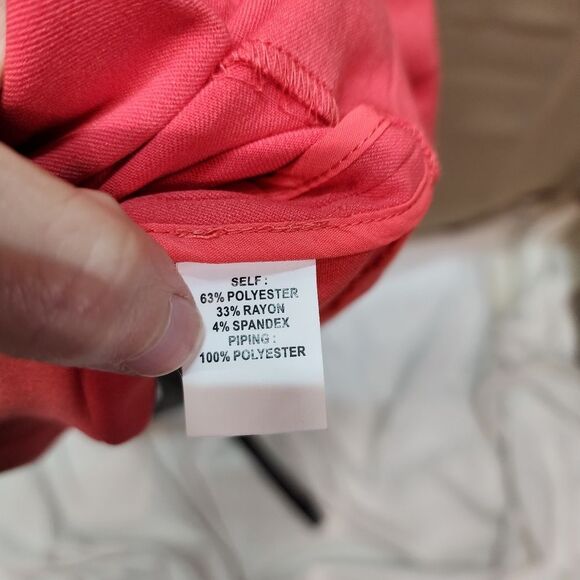 SELF :
63% POLYESTER
33% RAYON
4% SPANDEX
PIPING :
100% POLYESTER